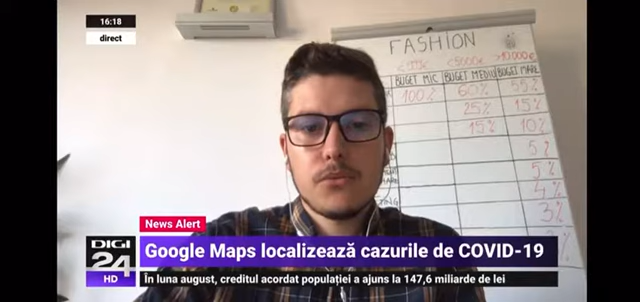 16:18
direct
FASHION
BUGET MIC BUGET MEDIU BUGET MARE
100% 60% 55%
25% 15%
15% 10%
5%
5%
4%
3%
News Alert
DIGI
24
HD
Google Maps localizează cazurile de COVID-19
În luna august, creditul acordat populației a ajuns la 147,6 miliarde de lei